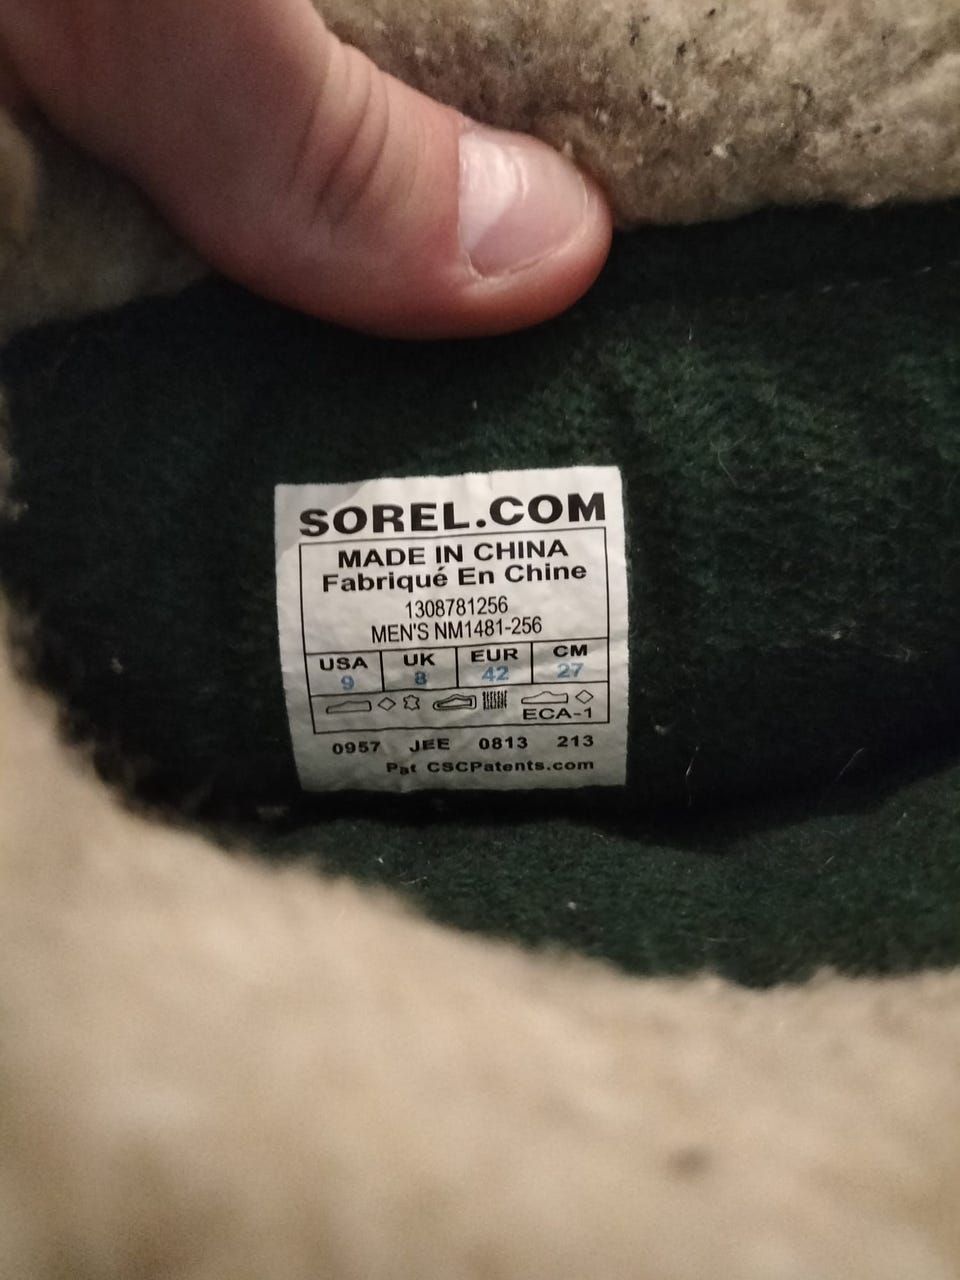 SOREL.COM
MADE IN CHINA
Fabriqué En Chine
1308781256
MEN'S NM1481-256
USA UK EUR CM
9 8 42 27
ECA-1
0957 JEE 0813 213
Pat CSCPatents.com